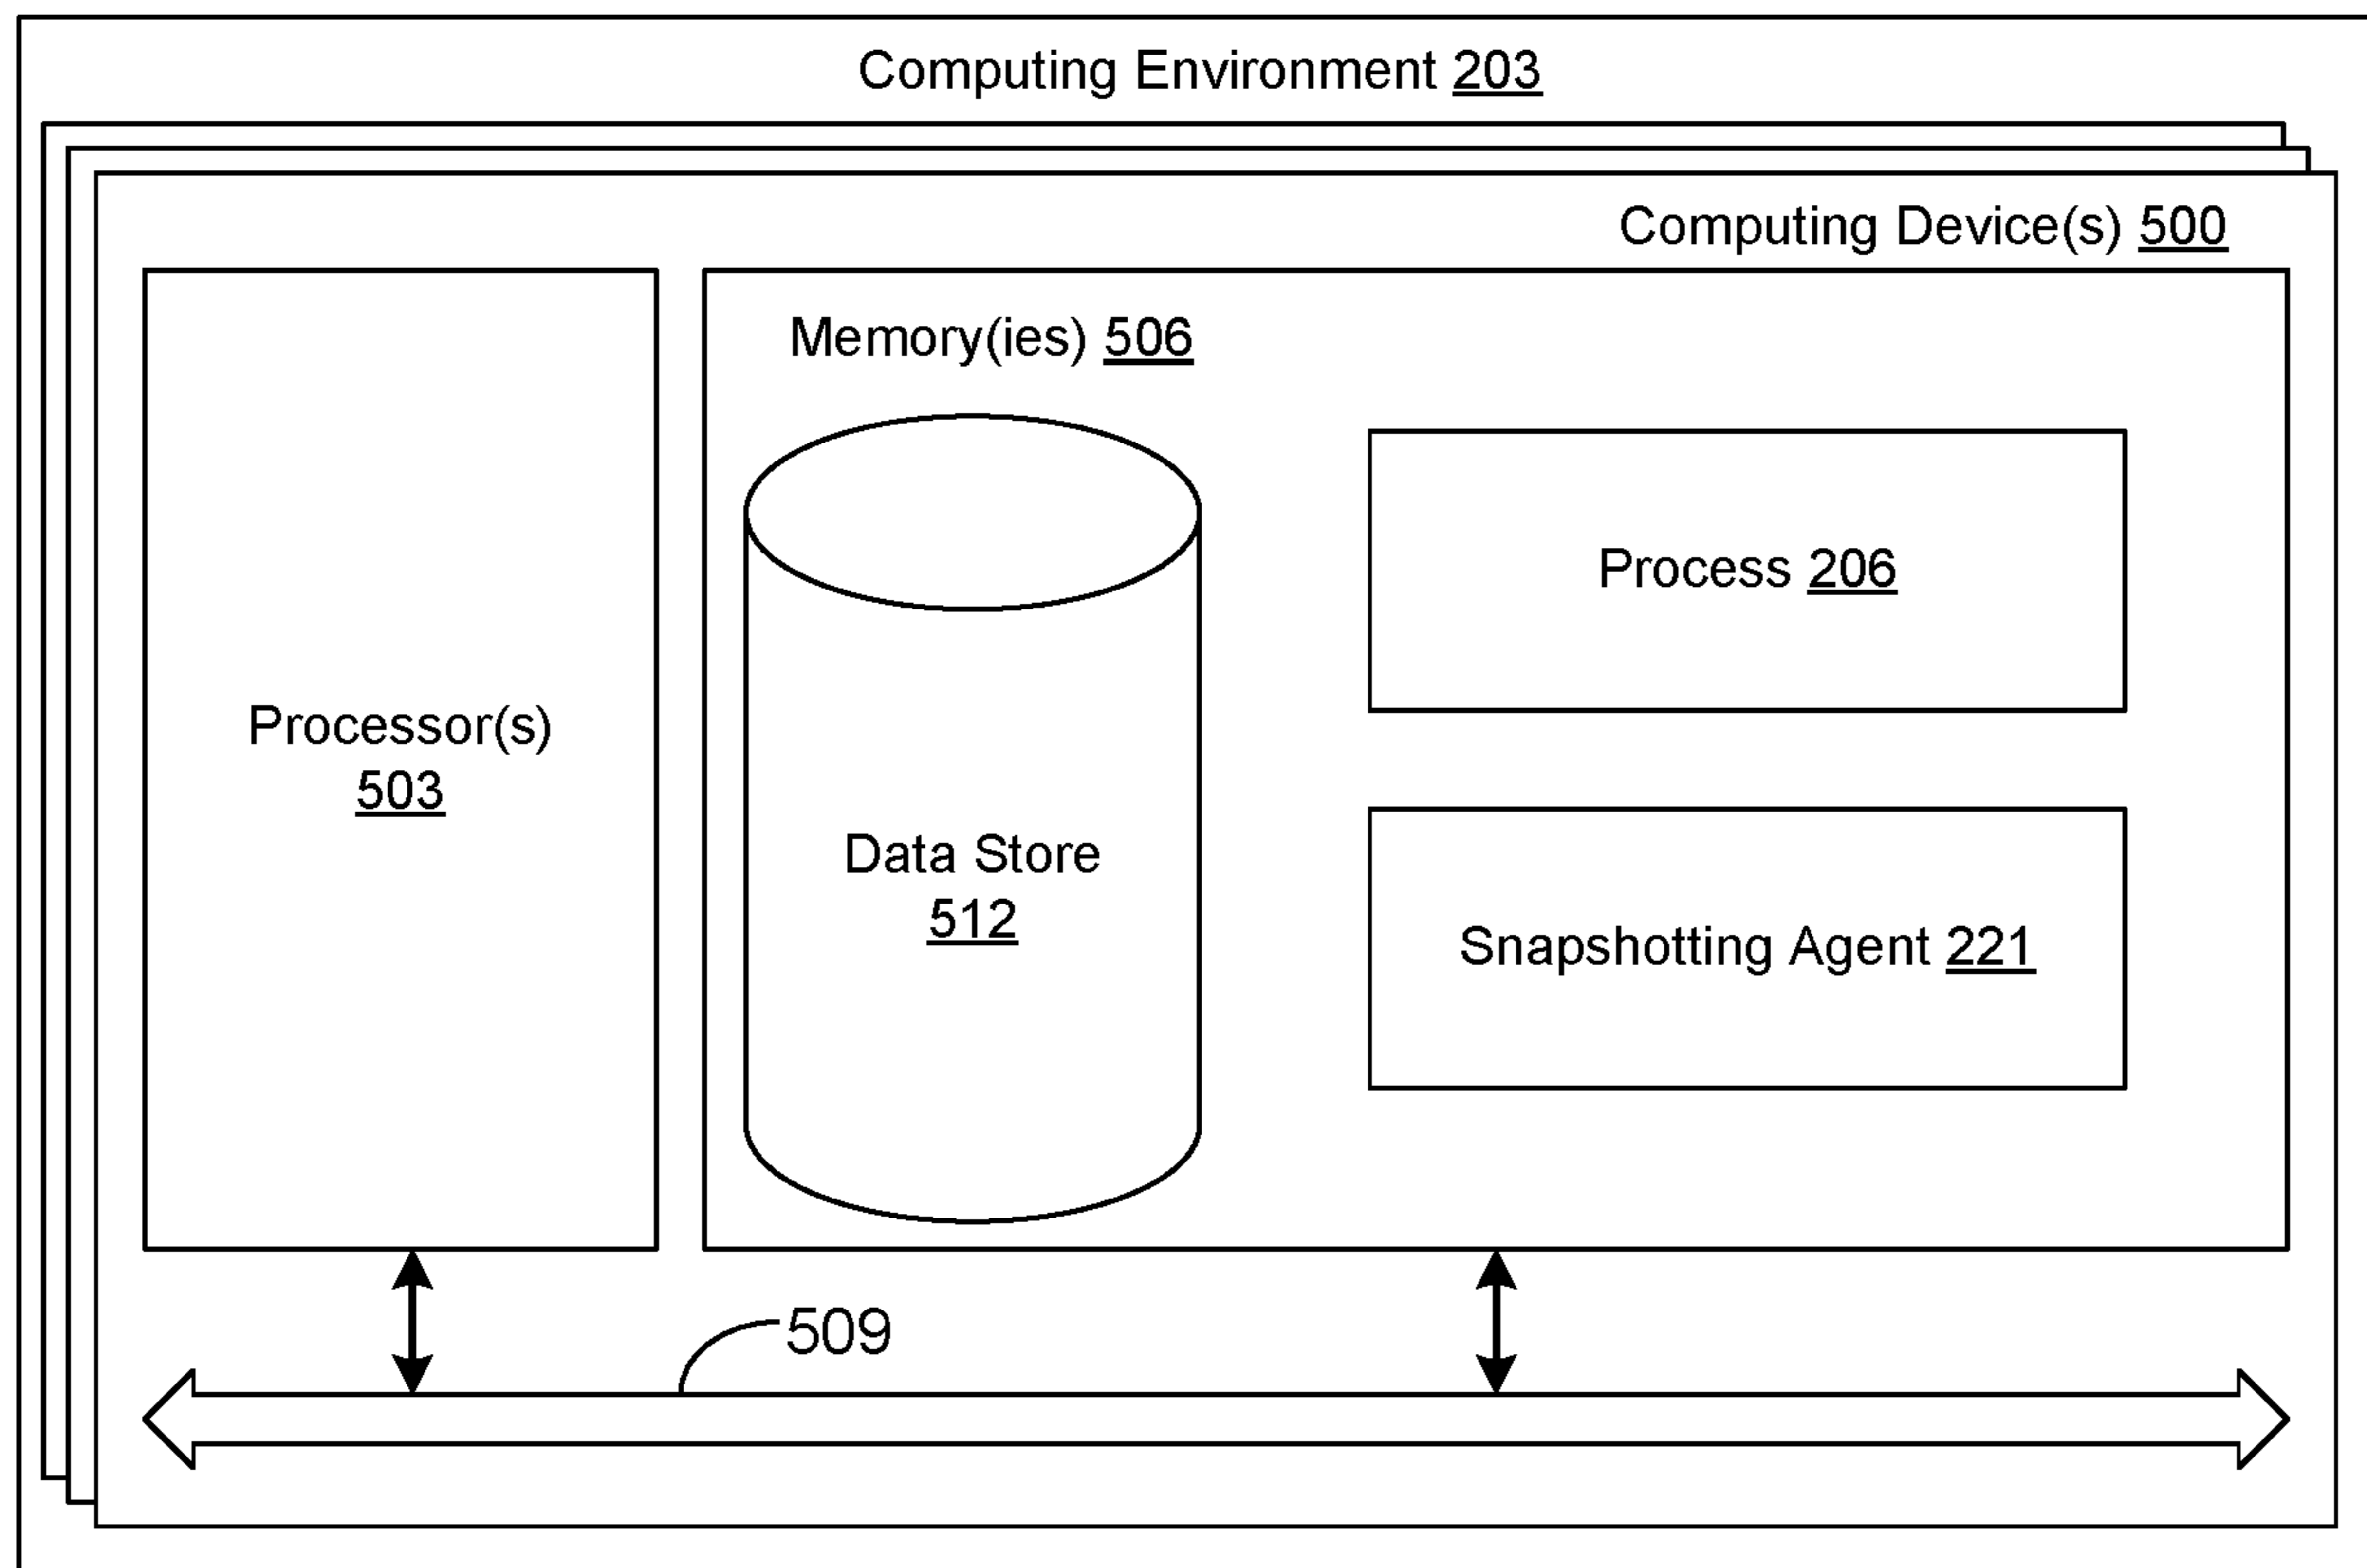 Computing Environment 203
Computing Device(s) 500
Memory(ies) 506
Process 206
Processor(s)
503
Data Store
512
Snapshotting Agent 221
509